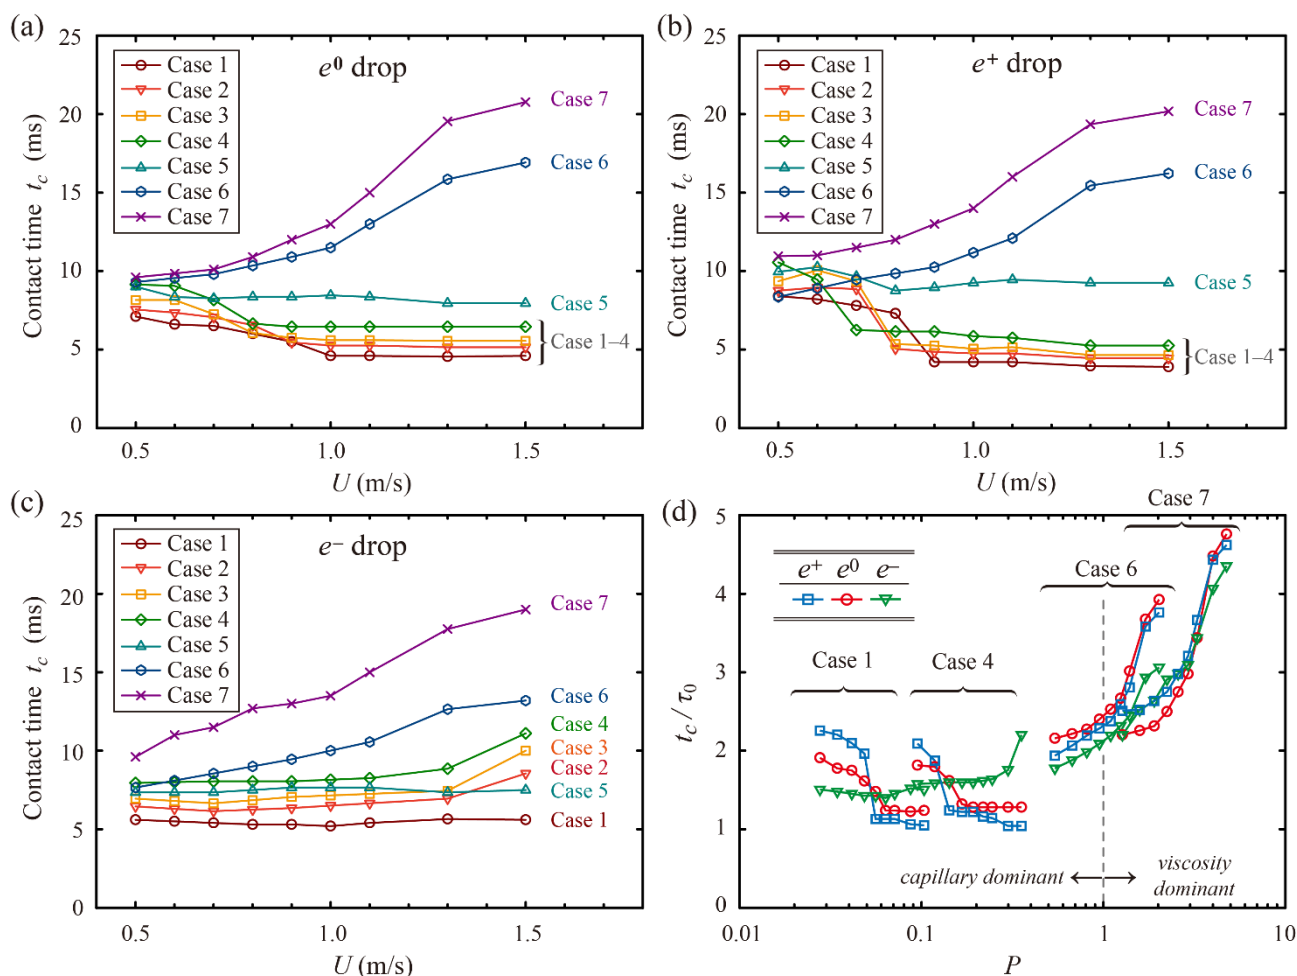 (a)
25
20
15
10
5
0
Contact time t_c (ms)
e⁰ drop
Case 1
Case 2
Case 3
Case 4
Case 5
Case 6
Case 7
Case 7
Case 6
Case 5
Case 1–4
0.5 1.0 1.5
U (m/s)
(b)
25
20
15
10
5
0
Contact time t_c (ms)
e⁺ drop
Case 1
Case 2
Case 3
Case 4
Case 5
Case 6
Case 7
Case 7
Case 6
Case 5
Case 1–4
0.5 1.0 1.5
U (m/s)
(c)
25
20
15
10
5
0
Contact time t_c (ms)
e⁻ drop
Case 1
Case 2
Case 3
Case 4
Case 5
Case 6
Case 7
Case 7
Case 6
Case 4
Case 3
Case 2
Case 5
Case 1
0.5 1.0 1.5
U (m/s)
(d)
5
4
3
2
1
0
t_c / τ₀
e⁺ e⁰ e⁻
Case 7
Case 6
Case 1
Case 4
capillary dominant
viscosity
dominant
0.01 0.1 1 10
P